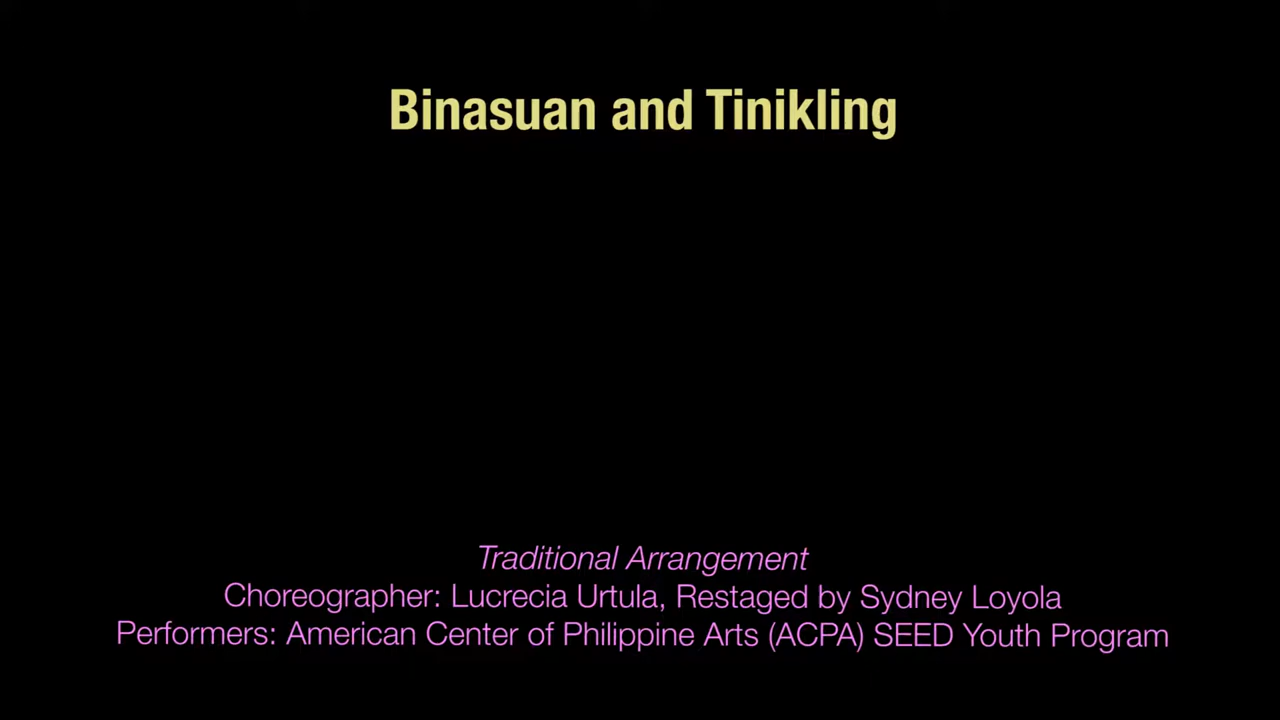 Binasuan and Tinikling
Traditional Arrangement
Choreographer: Lucrecia Urtula, Restaged by Sydney Loyola
Performers: American Center of Philippine Arts (ACPA) SEED Youth Program